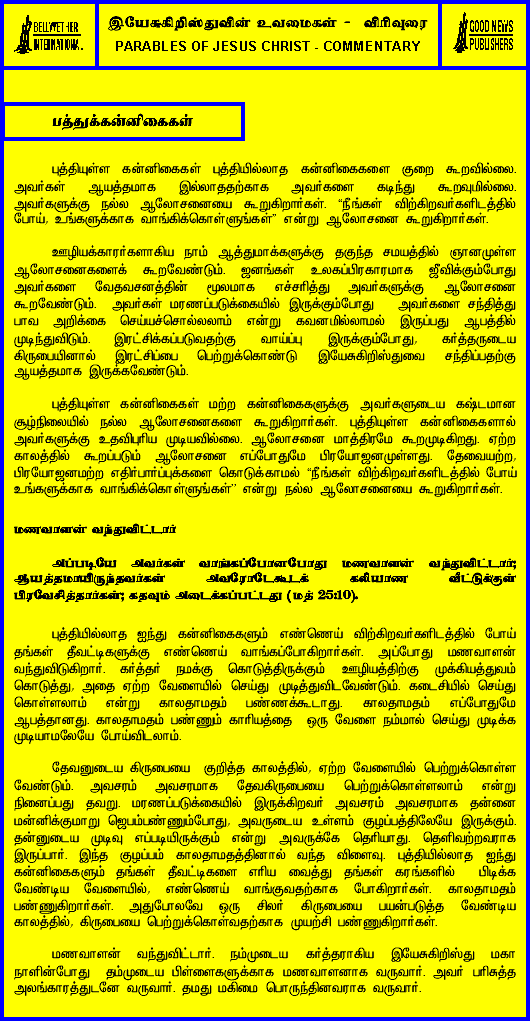 BELLWETHER
INTERNATIONAL
இயேசுகிறிஸ்துவின் உவமைகள் - விரிவுரை
PARABLES OF JESUS CHRIST - COMMENTARY
GOOD NEWS
PUBLISHERS
பத்துக்கன்னிகைகள்
புத்தியுள்ள கன்னிகைகள் புத்தியில்லாத கன்னிகைகளை குறை கூறவில்லை.
அவர்கள் ஆயத்தமாக இல்லாததற்காக அவர்களை கடிந்து கூறவுமில்லை.
அவர்களுக்கு நல்ல ஆலோசனையை கூறுகிறார்கள். “நீங்கள் விற்கிறவர்களிடத்தில்
போய், உங்களுக்காக வாங்கிக்கொள்ளுங்கள்” என்று ஆலோசனை கூறுகிறார்கள்.
ஊழியக்காரர்களாகிய நாம் ஆத்துமாக்களுக்கு தகுந்த சமயத்தில் ஞானமுள்ள
ஆலோசனைகளைக் கூறவேண்டும். ஜனங்கள் உலகப்பிரகாரமாக ஜீவிக்கும்போது
அவர்களை வேதவசனத்தின் மூலமாக எச்சரித்து அவர்களுக்கு ஆலோசனை
கூறவேண்டும். அவர்கள் மரணப்படுக்கையில் இருக்கும்போது அவர்களை சந்தித்து
பாவ அறிக்கை செய்யச்சொல்லலாம் என்று கவனமில்லாமல் இருப்பது ஆபத்தில்
முடிந்துவிடும். இரட்சிக்கப்படுவதற்கு வாய்ப்பு இருக்கும்போது, கர்த்தருடைய
கிருபையினால் இரட்சிப்பை பெற்றுக்கொண்டு இயேசுகிறிஸ்துவை சந்திப்பதற்கு
ஆயத்தமாக இருக்கவேண்டும்.
புத்தியுள்ள கன்னிகைகள் மற்ற கன்னிகைகளுக்கு அவர்களுடைய கஷ்டமான
சூழ்நிலையில் நல்ல ஆலோசனைகளை கூறுகிறார்கள். புத்தியுள்ள கன்னிகைகளால்
அவர்களுக்கு உதவிபுரிய முடியவில்லை. ஆலோசனை மாத்திரமே கூறமுடிகிறது. ஏற்ற
காலத்தில் கூறப்படும் ஆலோசனை எப்போதுமே பிரயோஜனமுள்ளது. தேவையற்ற,
பிரயோஜனமற்ற எதிர்பார்ப்புக்களை கொடுக்காமல் “நீங்கள் விற்கிறவர்களிடத்தில் போய்
உங்களுக்காக வாங்கிக்கொள்ளுங்கள்” என்று நல்ல ஆலோசனையை கூறுகிறார்கள்.
மணவாளன் வந்துவிட்டார்
அப்படியே அவர்கள் வாங்கப்போனபோது மணவாளன் வந்துவிட்டார்;
ஆயத்தமாயிருந்தவர்கள் அவரோடேகூடக் கலியாண வீட்டுக்குள்
பிரவேசித்தார்கள்; கதவும் அடைக்கப்பட்டது (மத் 25:10).
புத்தியில்லாத ஐந்து கன்னிகைகளும் எண்ணெய் விற்கிறவர்களிடத்தில் போய்
தங்கள் தீவட்டிகளுக்கு எண்ணெய் வாங்கப்போகிறார்கள். அப்போது மணவாளன்
வந்துவிடுகிறார். கர்த்தர் நமக்கு கொடுத்திருக்கும் ஊழியத்திற்கு முக்கியத்துவம்
கொடுத்து, அதை ஏற்ற வேளையில் செய்து முடித்துவிடவேண்டும். கடைசியில் செய்து
கொள்ளலாம் என்று காலதாமதம் பண்ணக்கூடாது. காலதாமதம் எப்போதுமே
ஆபத்தானது. காலதாமதம் பண்ணும் காரியத்தை ஒரு வேளை நம்மால் செய்து முடிக்க
முடியாமலேயே போய்விடலாம்.
தேவனுடைய கிருபையை குறித்த காலத்தில், ஏற்ற வேளையில் பெற்றுக்கொள்ள
வேண்டும். அவசரம் அவசரமாக தேவகிருபையை பெற்றுக்கொள்ளலாம் என்று
நினைப்பது தவறு. மரணப்படுக்கையில் இருக்கிறவர் அவசரம் அவசரமாக தன்னை
மன்னிக்குமாறு ஜெபம்பண்ணும்போது, அவருடைய உள்ளம் குழப்பத்திலேயே இருக்கும்.
தன்னுடைய முடிவு எப்படியிருக்கும் என்று அவருக்கே தெரியாது. தெளிவற்றவராக
இருப்பார். இந்த குழப்பம் காலதாமதத்தினால் வந்த விளைவு. புத்தியில்லாத ஐந்து
கன்னிகைகளும் தங்கள் தீவட்டிகளை எரிய வைத்து தங்கள் கரங்களில் பிடிக்க
வேண்டிய வேளையில், எண்ணெய் வாங்குவதற்காக போகிறார்கள். காலதாமதம்
பண்ணுகிறார்கள். அதுபோலவே ஒரு சிலர் கிருபையை பயன்படுத்த வேண்டிய
காலத்தில், கிருபையை பெற்றுக்கொள்வதற்காக முயற்சி பண்ணுகிறார்கள்.
மணவாளன் வந்துவிட்டார். நம்முடைய கர்த்தராகிய இயேசுகிறிஸ்து மகா
நாளின்போது தம்முடைய பிள்ளைகளுக்காக மணவாளனாக வருவார். அவர் பரிசுத்த
அலங்காரத்துடனே வருவார். தமது மகிமை பொருந்தினவராக வருவார்.